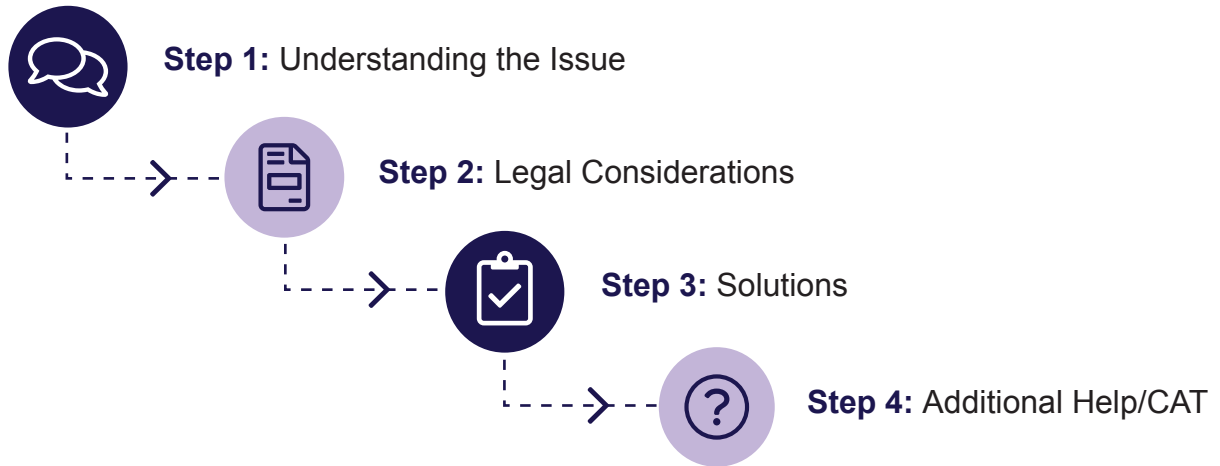 Step 1: Understanding the Issue
Step 2: Legal Considerations
Step 3: Solutions
Step 4: Additional Help/CAT